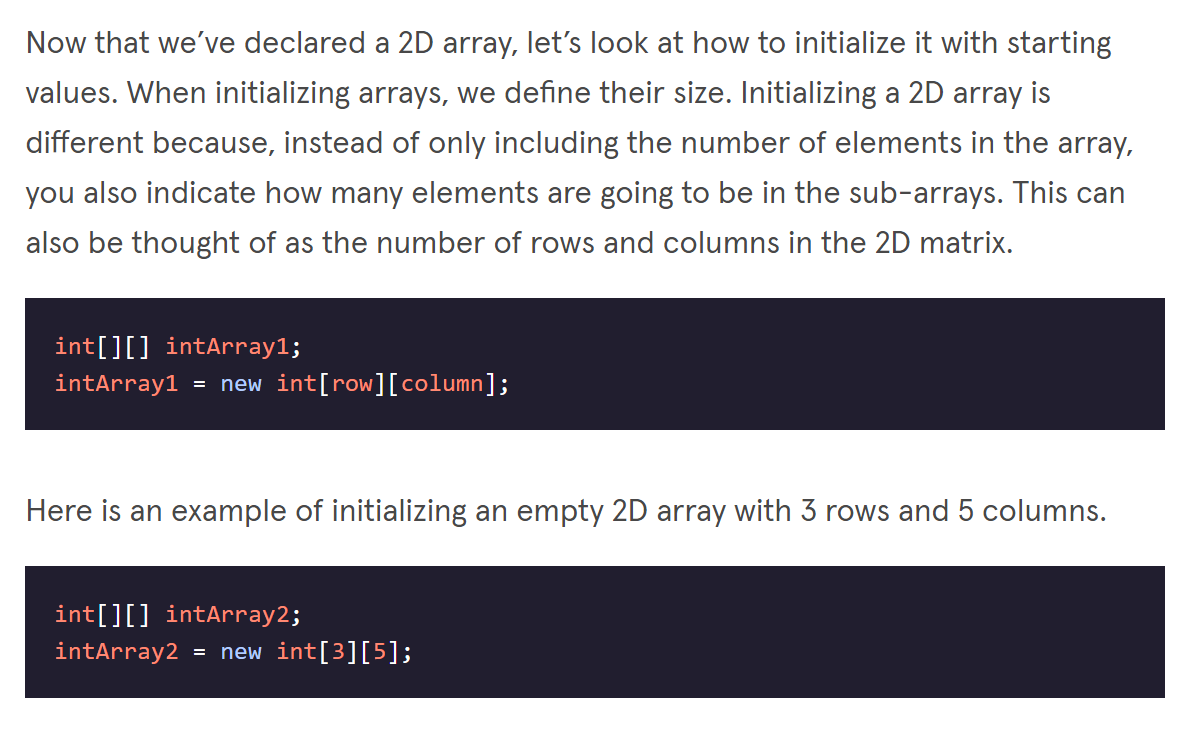 Now that we’ve declared a 2D array, let’s look at how to initialize it with starting
values. When initializing arrays, we define their size. Initializing a 2D array is
different because, instead of only including the number of elements in the array,
you also indicate how many elements are going to be in the sub-arrays. This can
also be thought of as the number of rows and columns in the 2D matrix.
int[][] intArray1;
intArray1 = new int[row][column];
Here is an example of initializing an empty 2D array with 3 rows and 5 columns.
int[][] intArray2;
intArray2 = new int[3][5];